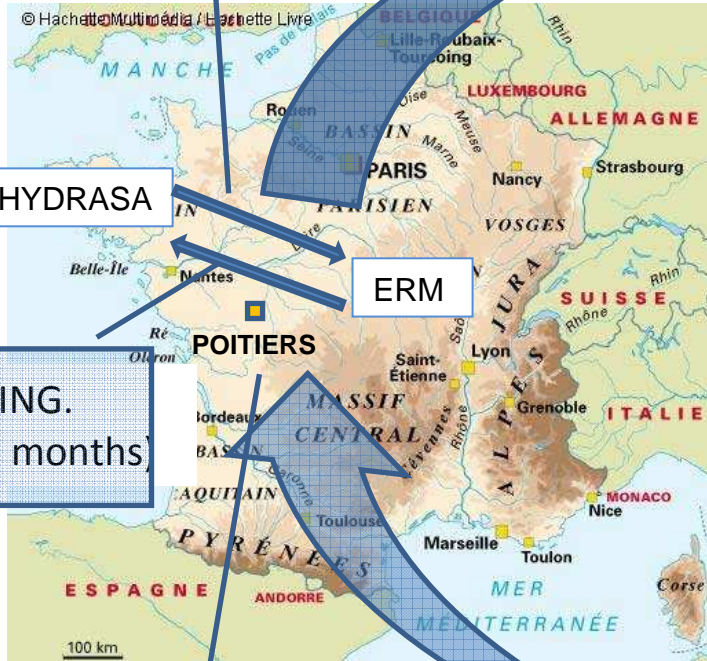 © Hachette Multimédia / Hachette Livre
BELGIQUE
Pas de Calais
Lille-Roubaix-
Tourcoing
Rhin
MANCHE
LUXEMBOURG
ALLEMAGNE
Rouen
Oise
Meuse
Seine
BASSIN
Marne
PARIS
PARISIEN
Nancy
Strasbourg
VOSGES
HYDRASA
Loire
Belle-Île
Nantes
ERM
JURA
Rhin
SUISSE
Rhône
POITIERS
Ré
Saint-
Étienne
Lyon
ING.
months)
MASSIF
CENTRAL
Cévennes
Rhône
Grenoble
ALPES
ITALIE
Bordeaux
Garonne
AQUITAIN
Toulouse
MONACO
Nice
PYRÉNÉES
Marseille
Toulon
ESPAGNE
ANDORRE
MER
MÉDITERRANÉE
Corse
100 km